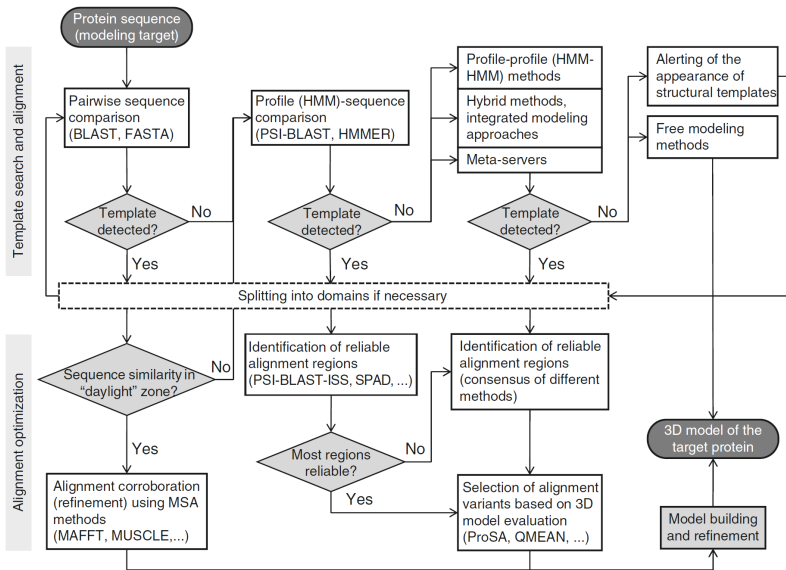 Protein sequence
(modeling target)
Template search and alignment
Pairwise sequence
comparison
(BLAST, FASTA)
Profile (HMM)-sequence
comparison
(PSI-BLAST, HMMER)
Profile-profile (HMM-
HMM) methods
Hybrid methods,
integrated modeling
approaches
Meta-servers
Alerting of the
appearance of
structural templates
Free modeling
methods
Template
detected?
No
Template
detected?
No
Template
detected?
No
Yes
Yes
Yes
Splitting into domains if necessary
Alignment optimization
Sequence similarity in
“daylight” zone?
No
Identification of reliable
alignment regions
(PSI-BLAST-ISS, SPAD, ...)
Identification of reliable
alignment regions
(consensus of different
methods)
Yes
Most regions
reliable?
No
Yes
3D model of the
target protein
Alignment corroboration
(refinement) using MSA
methods
(MAFFT, MUSCLE,...)
Selection of alignment
variants based on 3D
model evaluation
(ProSA, QMEAN, ...)
Model building
and refinement